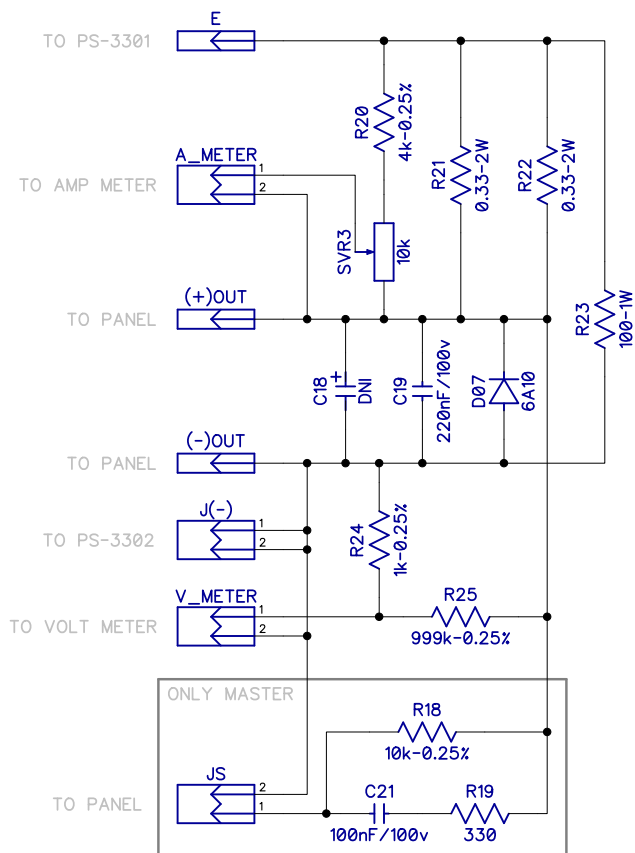 E
TO PS-3301
R20
4k-0.25%
R21
0.33-2W
R22
0.33-2W
A_METER
1
2
TO AMP METER
SVR3
10k
R23
100-1W
(+)OUT
TO PANEL
C18
+
DNI
C19
220nF/100v
D07
6A10
(-)OUT
TO PANEL
J(-)
1
2
TO PS-3302
R24
1k-0.25%
V_METER
1
2
TO VOLT METER
R25
999k-0.25%
ONLY MASTER
R18
10k-0.25%
JS
2
1
TO PANEL
C21
100nF/100v
R19
330